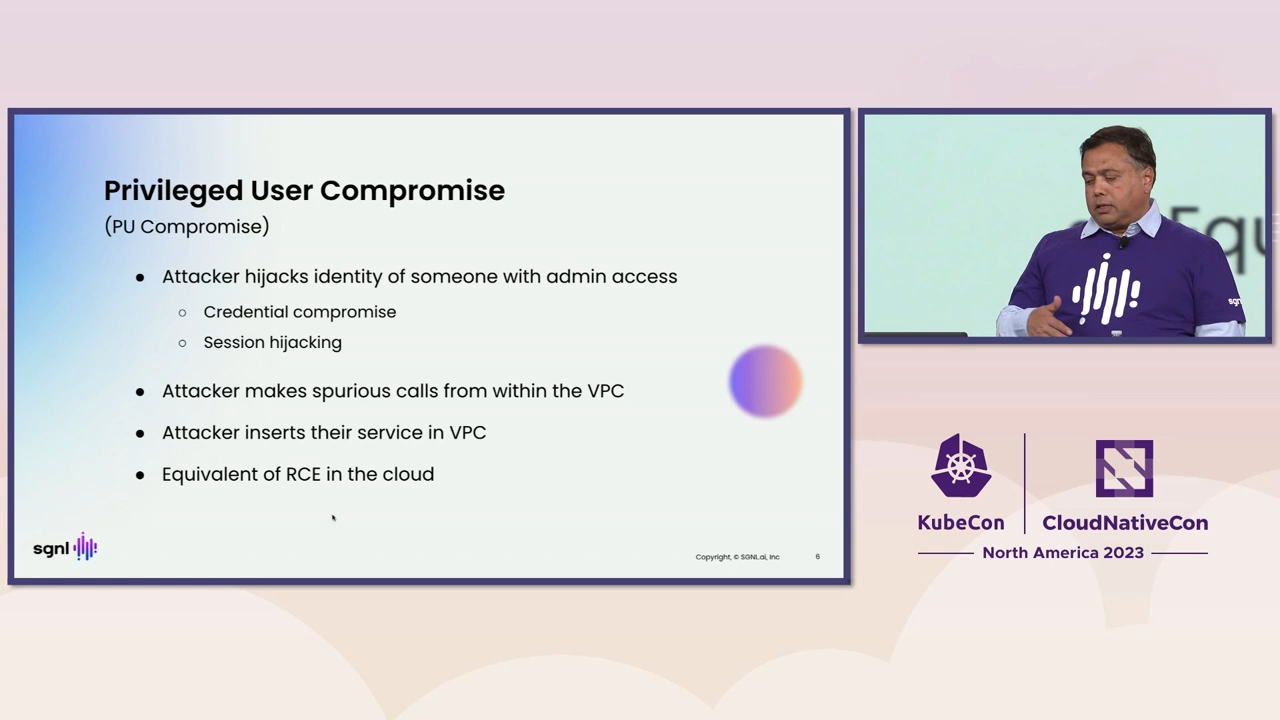 Privileged User Compromise
(PU Compromise)
● Attacker hijacks identity of someone with admin access
○ Credential compromise
○ Session hijacking
● Attacker makes spurious calls from within the VPC
● Attacker inserts their service in VPC
● Equivalent of RCE in the cloud
sgnl
Copyright, © SGNL.ai, Inc
6
Equ
sgnl
KubeCon
CloudNativeCon
North America 2023